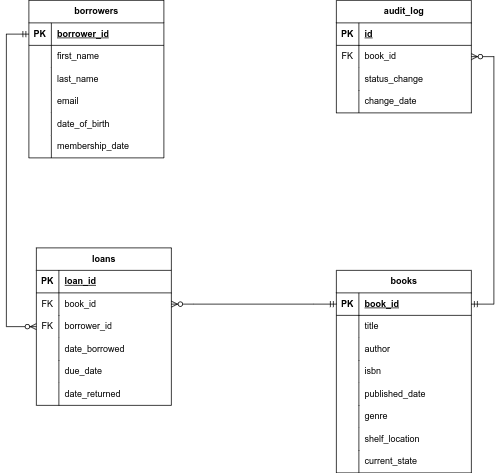 borrowers
PK borrower_id
first_name
last_name
email
date_of_birth
membership_date
audit_log
PK id
FK book_id
status_change
change_date
loans
PK loan_id
FK book_id
FK borrower_id
date_borrowed
due_date
date_returned
books
PK book_id
title
author
isbn
published_date
genre
shelf_location
current_state